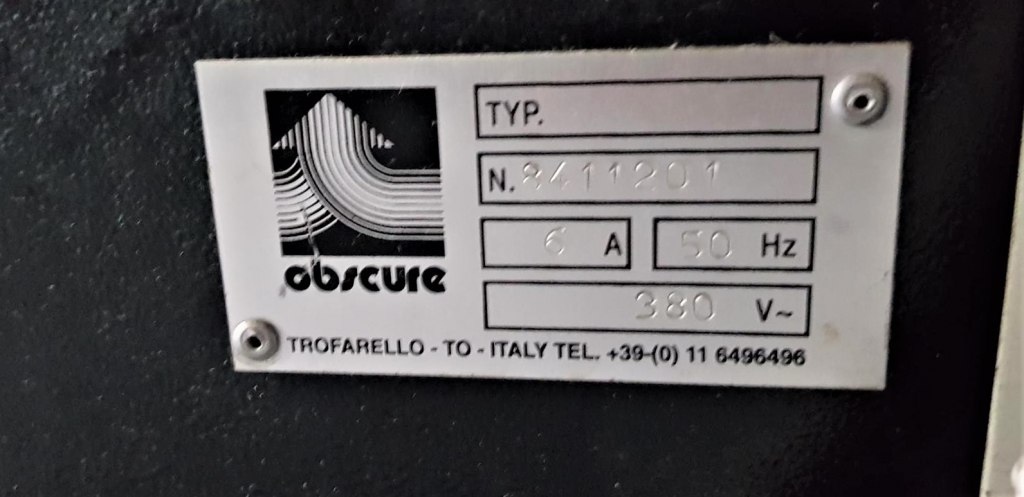 TYP.
N. 8411201
6 A 50 Hz
380 V~
obscure
TROFARELLO - TO - ITALY TEL. +39-(0) 11 6496496